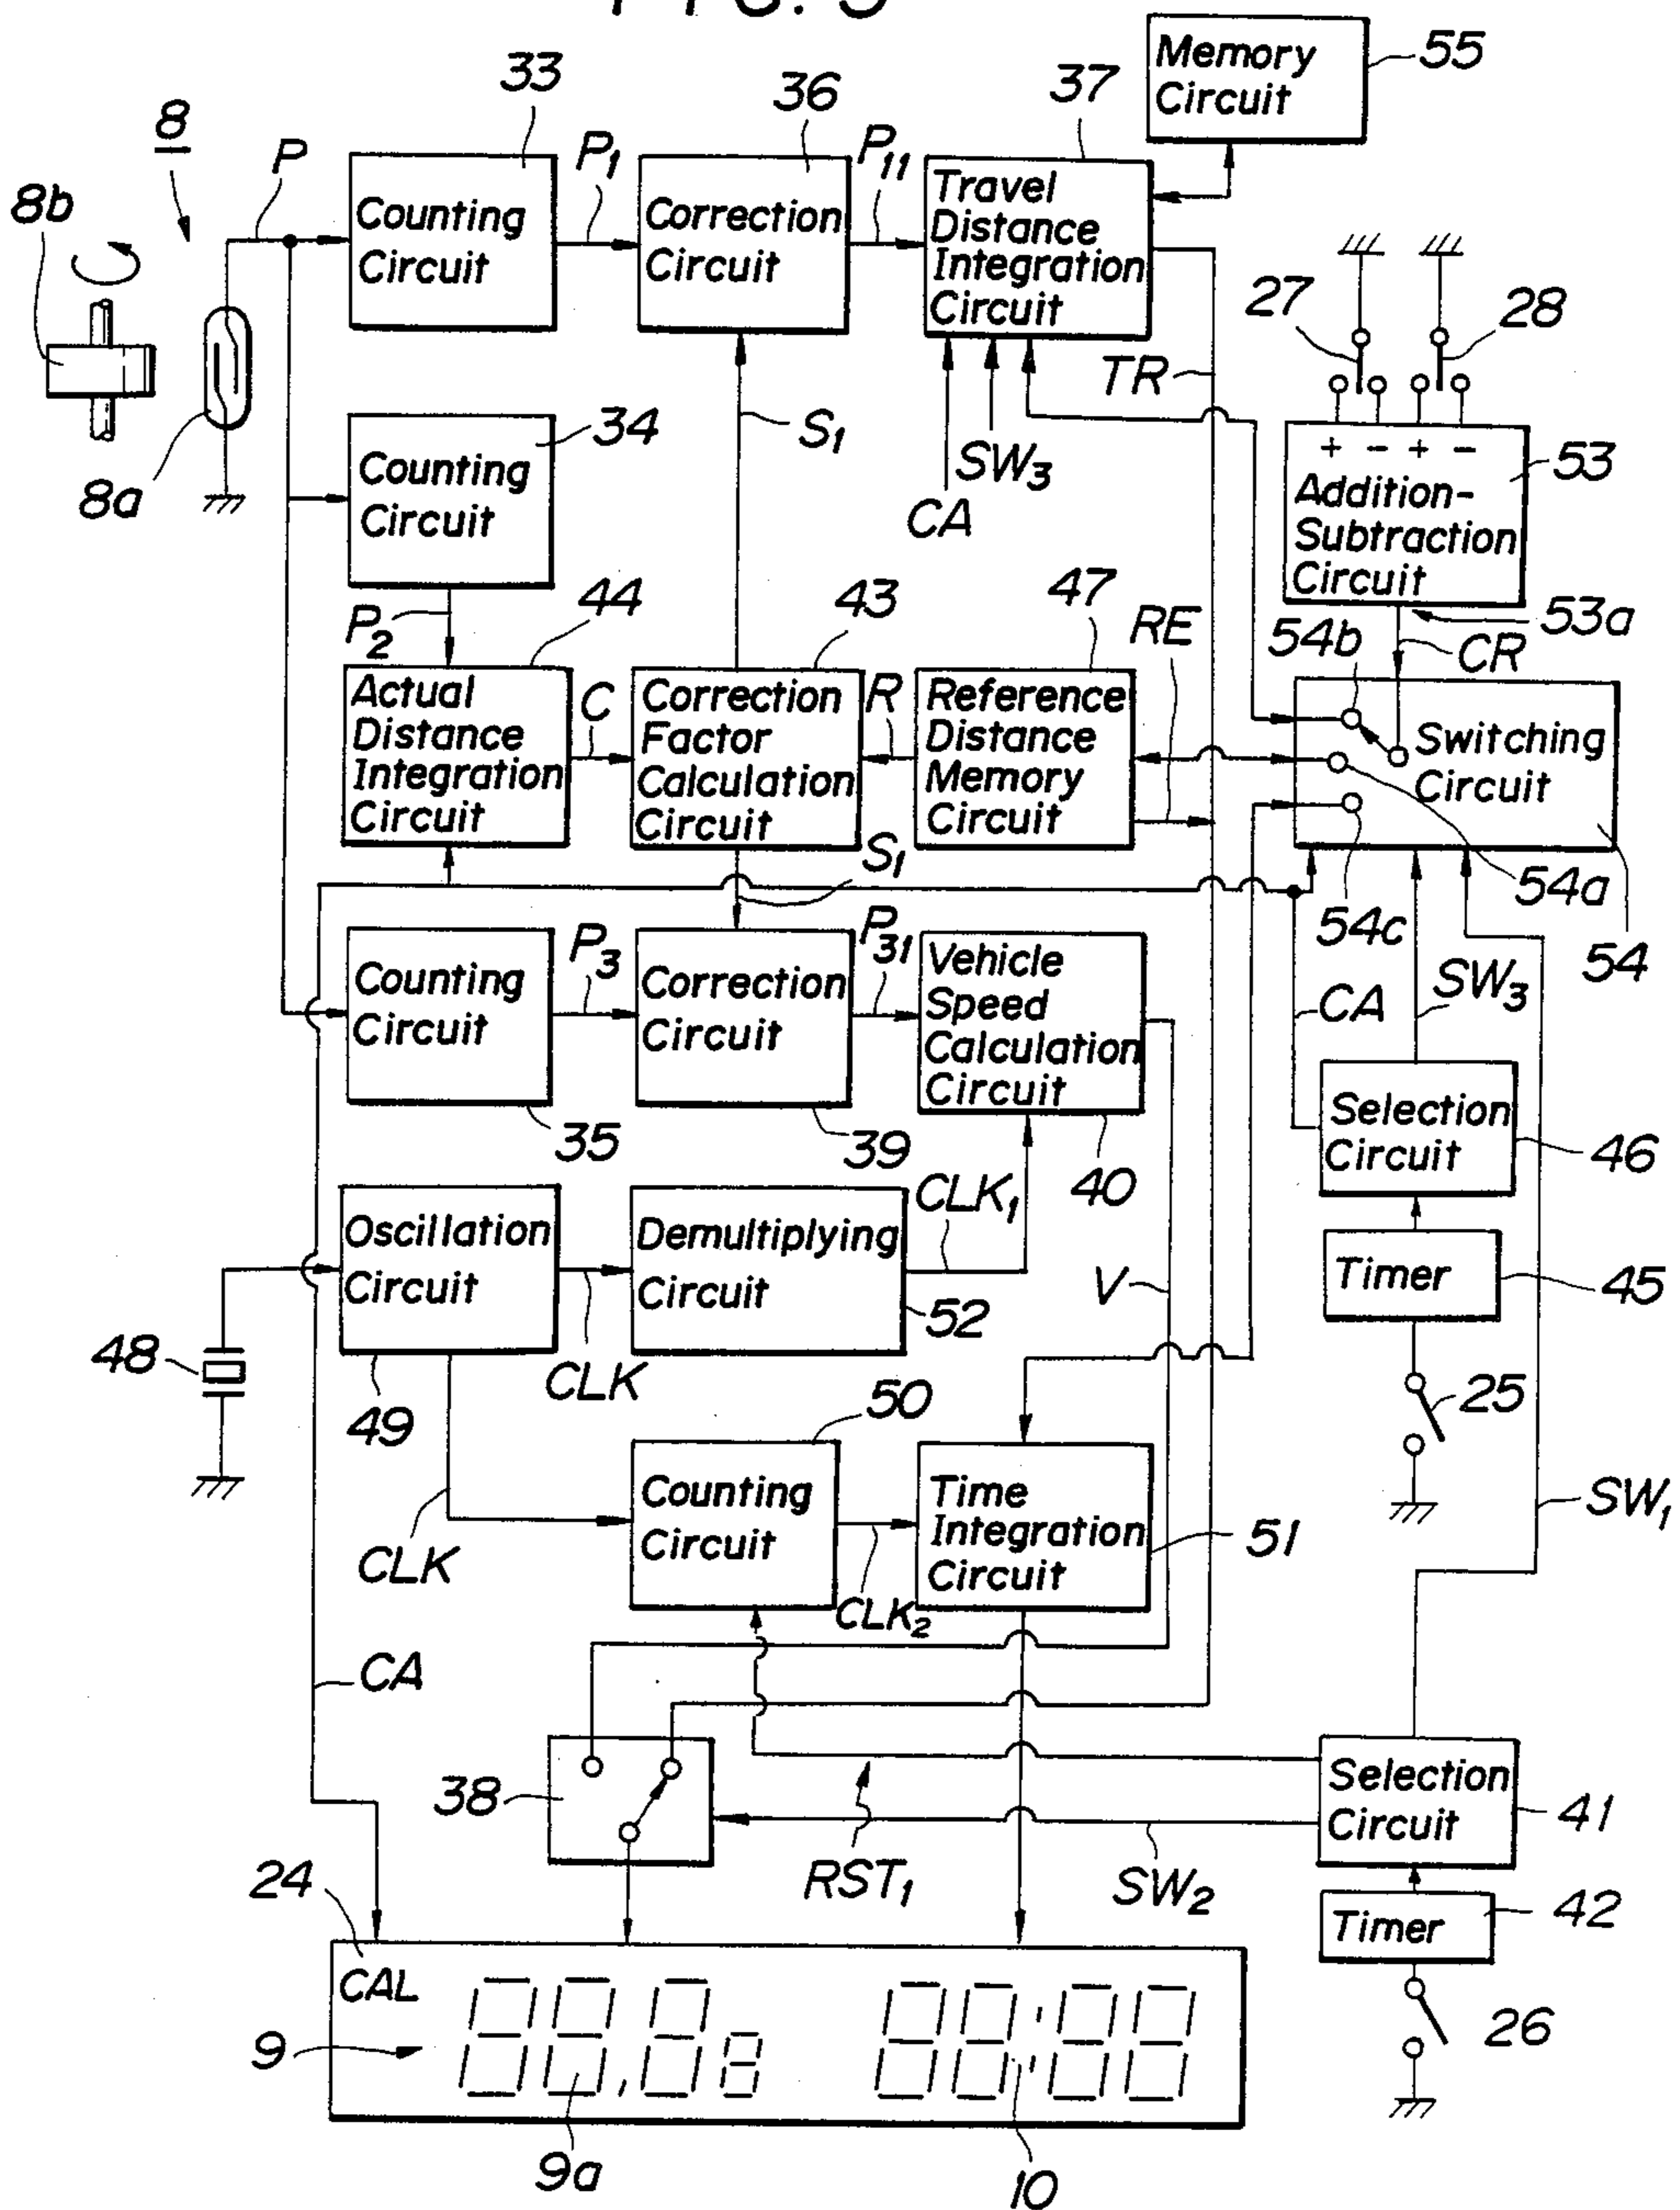 8
P
8b
8a
33
Counting
Circuit
P1
36
Correction
Circuit
P11
37
Travel
Distance
Integration
Circuit
Memory
Circuit
55
27
28
TR
S1
CA
SW3
34
Counting
Circuit
P2
+ - + -
Addition-
Subtraction
Circuit
53
53a
CR
44
Actual
Distance
Integration
Circuit
C
43
Correction
Factor
Calculation
Circuit
R
47
Reference
Distance
Memory
Circuit
RE
54b
Switching
Circuit
54a
54c
54
S1
Counting
Circuit
35
P3
Correction
Circuit
39
P31
Vehicle
Speed
Calculation
Circuit
40
CA
SW3
Selection
Circuit
46
Timer
45
25
SW1
Oscillation
Circuit
49
48
CLK
Demultiplying
Circuit
52
CLK1
V
CLK
50
Counting
Circuit
CLK2
Time
Integration
Circuit
51
CA
38
RST1
SW2
Selection
Circuit
41
Timer
42
26
24
CAL
9
88.88
88:88
9a
10